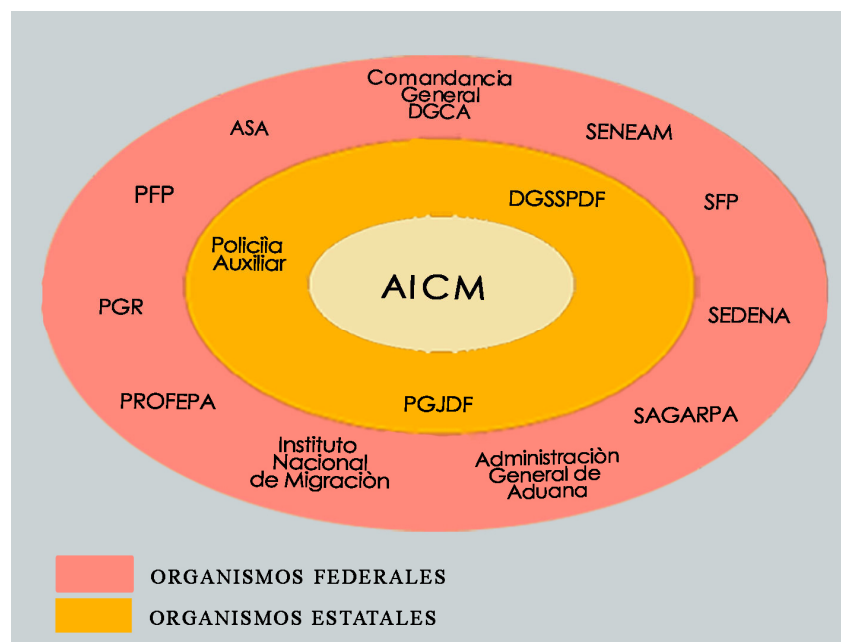 Comandancia
General
DGCA
ASA
SENEAM
PFP
DGSSPDF
SFP
Policiìa
Auxiliar
AICM
PGR
SEDENA
PROFEPA
PGJDF
SAGARPA
Instituto
Nacional
de Migraciòn
Administraciòn
General de
Aduana
ORGANISMOS FEDERALES
ORGANISMOS ESTATALES